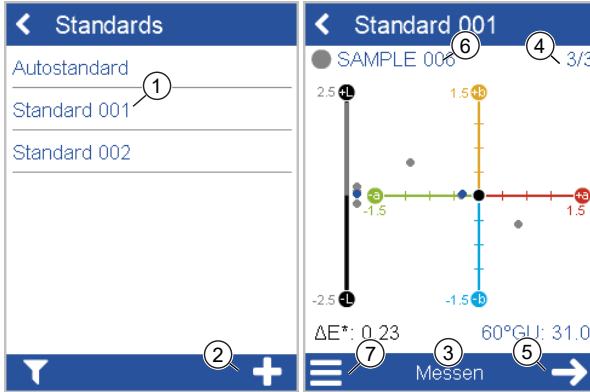 Standards
Autostandard
1
Standard 001
Standard 002
2
Standard 001
6
4
SAMPLE 006
3/3
2.5 +L
1.5 +b
-a
+a
-1.5
1.5
-2.5 -L
-1.5 -b
ΔE*: 0,23
60°GU: 31.0
7
3
5
Messen